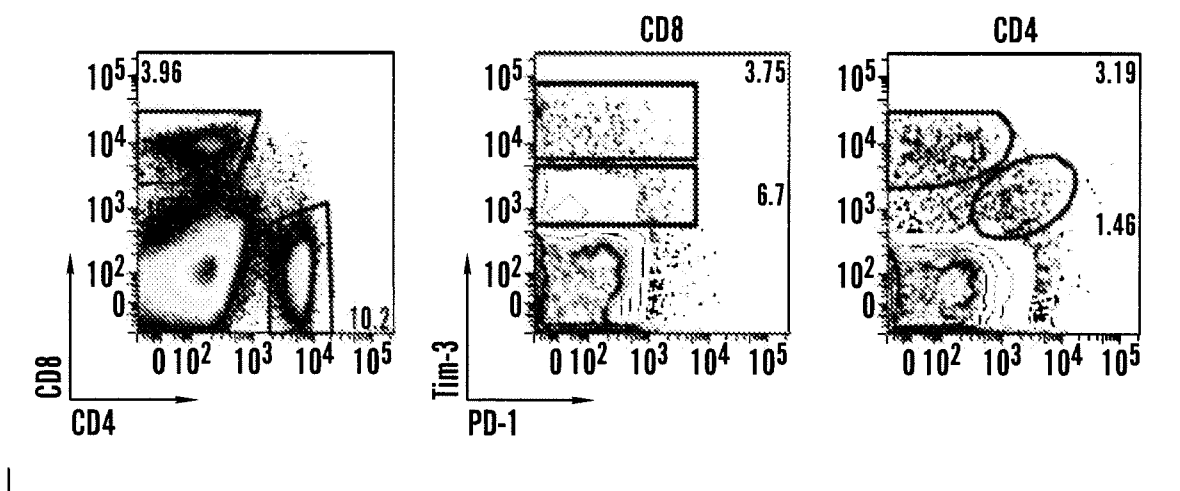 CD8 CD4
10⁵ 3.96 10⁵ 3.75 10⁵ 3.19
10⁴ 10⁴ 10⁴
10³ 10³ 6.7 10³ 1.46
10² 10² 10²
0 10.2 0 0
0 10² 10³ 10⁴ 10⁵ 0 10² 10³ 10⁴ 10⁵ 0 10² 10³ 10⁴ 10⁵
CD8 Tim-3
CD4 PD-1